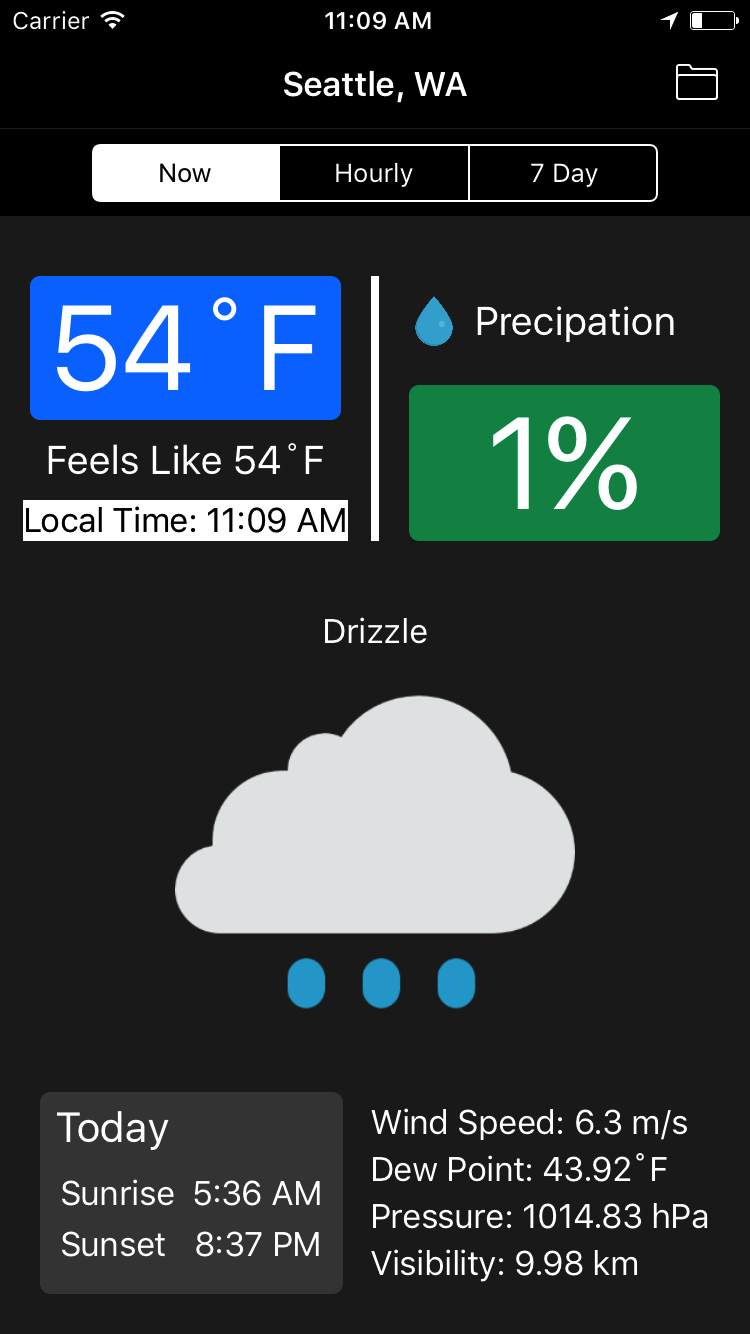 Carrier 11:09 AM
Seattle, WA
Now Hourly 7 Day
54°F
Feels Like 54°F
Local Time: 11:09 AM
Precipation
1%
Drizzle
Today
Sunrise 5:36 AM
Sunset 8:37 PM
Wind Speed: 6.3 m/s
Dew Point: 43.92°F
Pressure: 1014.83 hPa
Visibility: 9.98 km